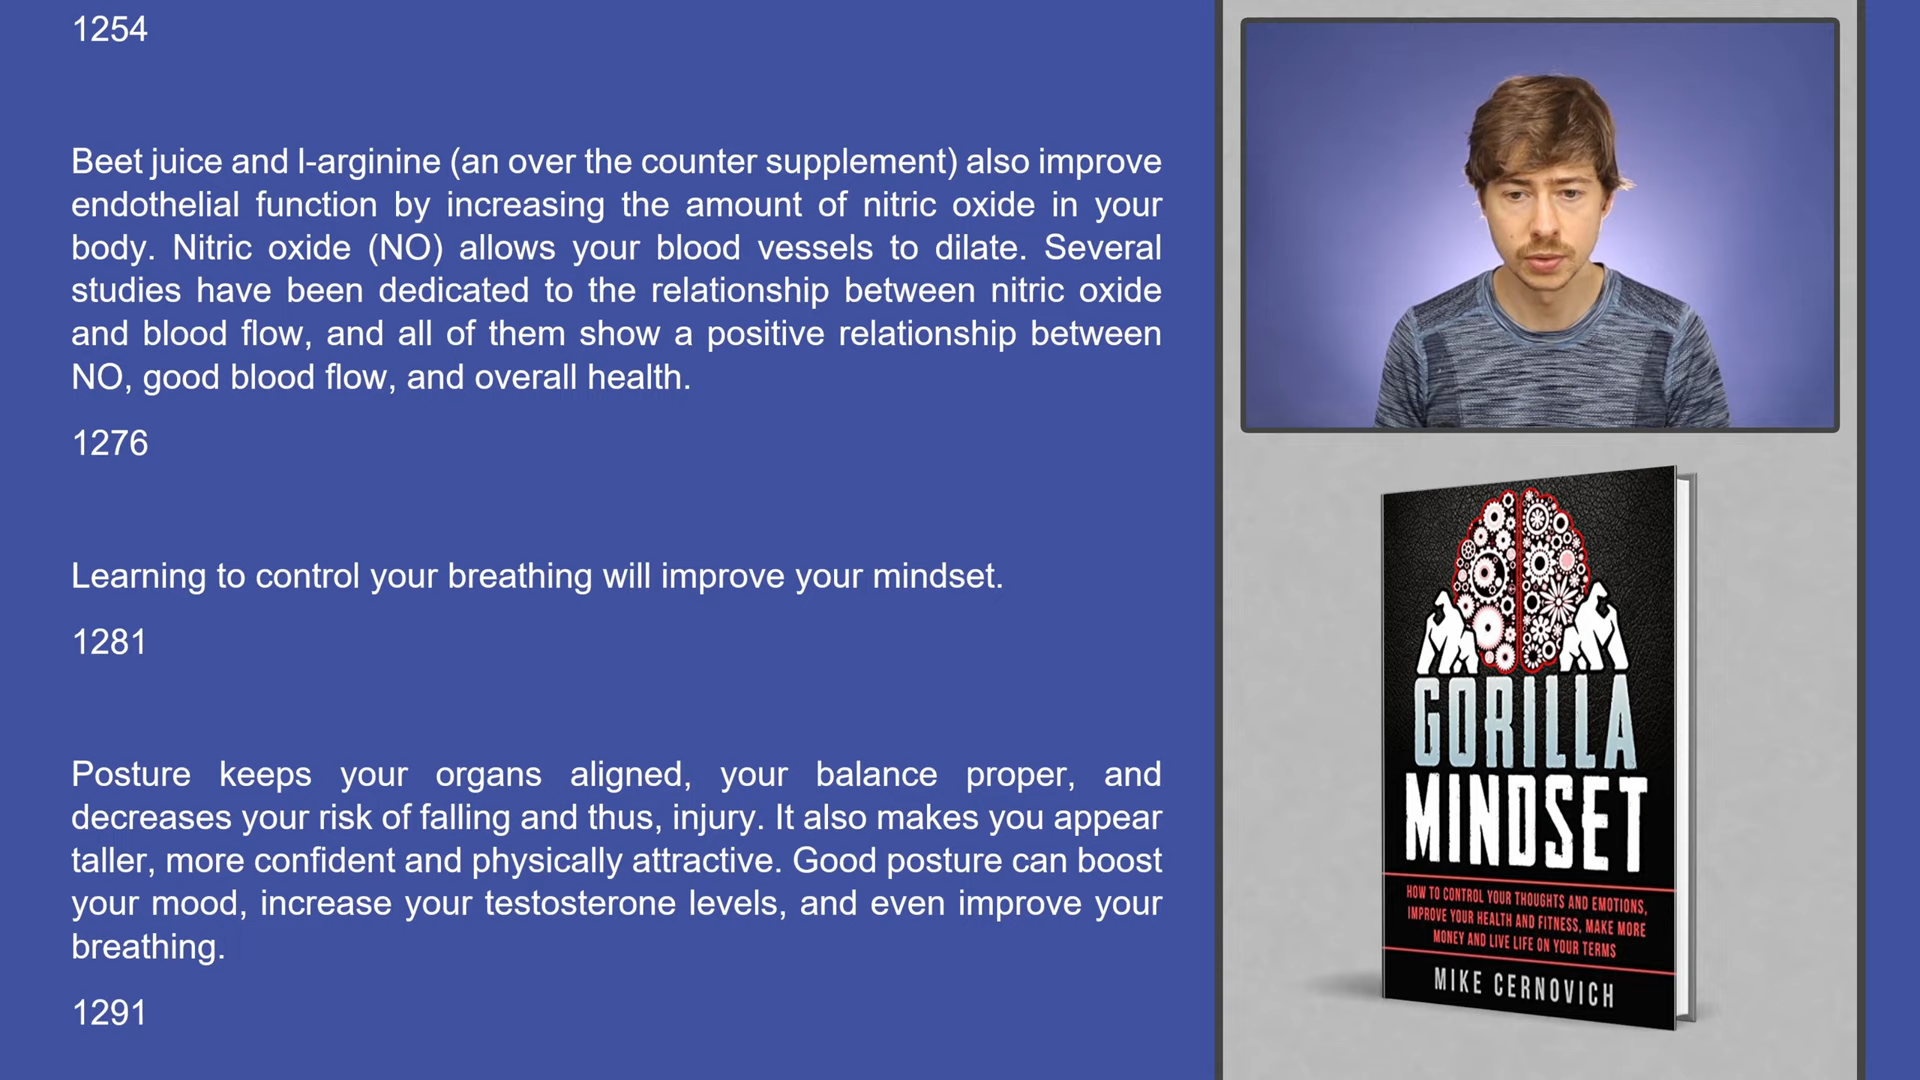 1254
Beet juice and l-arginine (an over the counter supplement) also improve
endothelial function by increasing the amount of nitric oxide in your
body. Nitric oxide (NO) allows your blood vessels to dilate. Several
studies have been dedicated to the relationship between nitric oxide
and blood flow, and all of them show a positive relationship between
NO, good blood flow, and overall health.
1276
Learning to control your breathing will improve your mindset.
1281
Posture keeps your organs aligned, your balance proper, and
decreases your risk of falling and thus, injury. It also makes you appear
taller, more confident and physically attractive. Good posture can boost
your mood, increase your testosterone levels, and even improve your
breathing.
1291
GORILLA
MINDSET
HOW TO CONTROL YOUR THOUGHTS AND EMOTIONS,
IMPROVE YOUR HEALTH AND FITNESS, MAKE MORE
MONEY AND LIVE LIFE ON YOUR TERMS
MIKE CERNOVICH